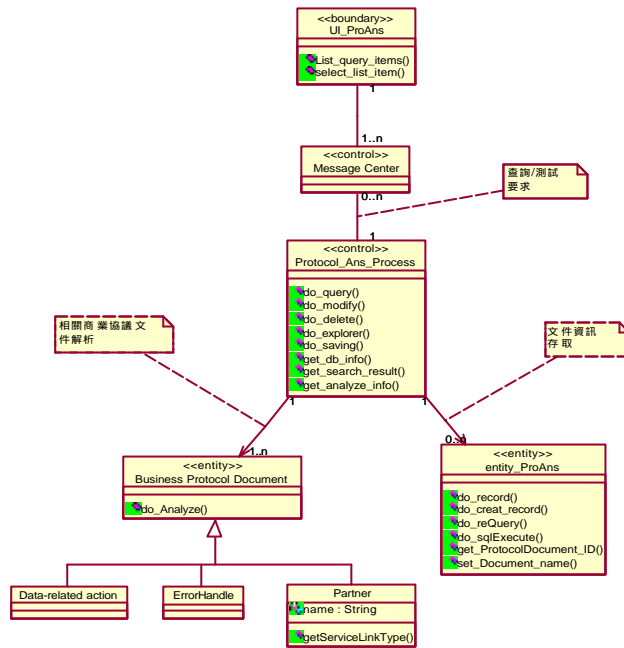 <<boundary>>
UI_ProAns
List_query_items()
select_list_item()
1
1..n
<<control>>
Message Center
0..n
查詢/測試
要求
1
<<control>>
Protocol_Ans_Process
do_query()
do_modify()
do_delete()
do_explorer()
do_saving()
get_db_info()
get_search_result()
get_analyze_info()
相關商業協議文
件解析
文件資訊
存取
1
1
1..n
0..n
<<entity>>
Business Protocol Document
do_Analyze()
<<entity>>
entity_ProAns
do_record()
do_creat_record()
do_reQuery()
do_sqlExecute()
get_ProtocolDocument_ID()
set_Document_name()
Data-related action
ErrorHandle
Partner
name : String
getServiceLinkType()